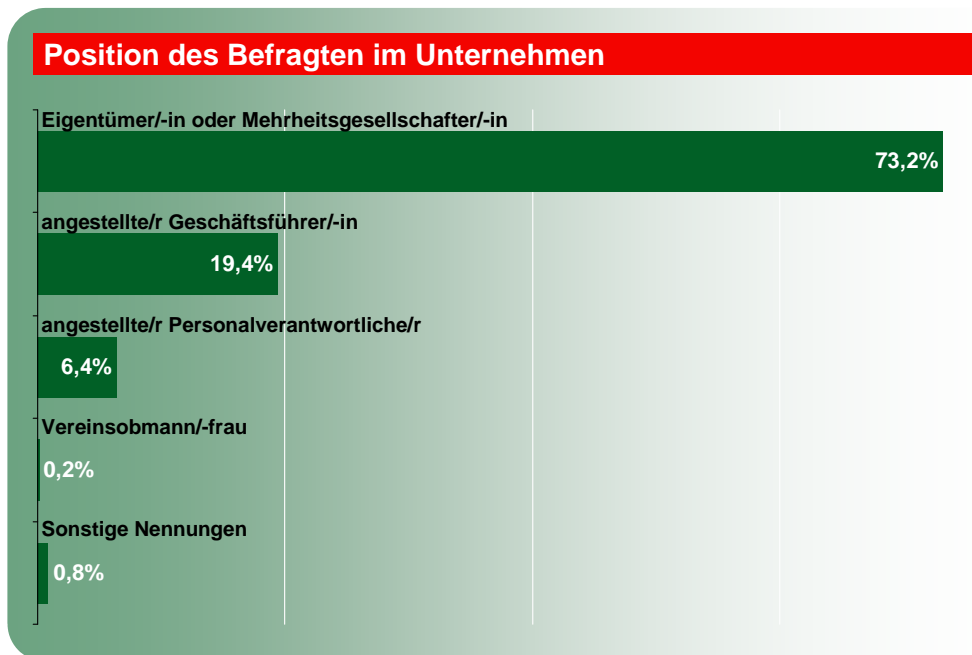 Position des Befragten im Unternehmen
Eigentümer/-in oder Mehrheitsgesellschafter/-in
73,2%
angestellte/r Geschäftsführer/-in
19,4%
angestellte/r Personalverantwortliche/r
6,4%
Vereinsobmann/-frau
0,2%
Sonstige Nennungen
0,8%